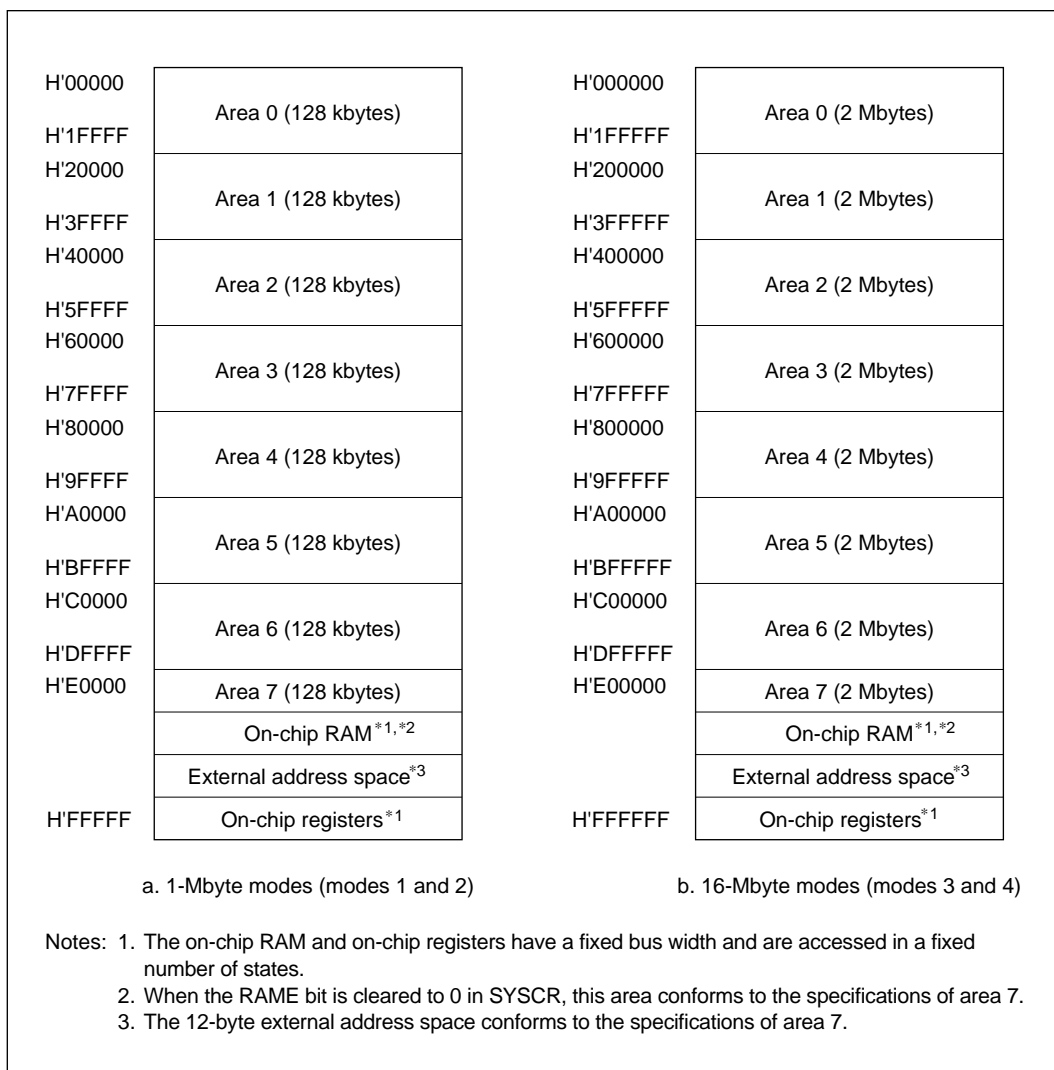 H'00000
Area 0 (128 kbytes)
H'1FFFF
H'20000
Area 1 (128 kbytes)
H'3FFFF
H'40000
Area 2 (128 kbytes)
H'5FFFF
H'60000
Area 3 (128 kbytes)
H'7FFFF
H'80000
Area 4 (128 kbytes)
H'9FFFF
H'A0000
Area 5 (128 kbytes)
H'BFFFF
H'C0000
Area 6 (128 kbytes)
H'DFFFF
H'E0000
Area 7 (128 kbytes)
On-chip RAM*1,*2
External address space*3
H'FFFFF
On-chip registers*1
a. 1-Mbyte modes (modes 1 and 2)
H'000000
Area 0 (2 Mbytes)
H'1FFFFF
H'200000
Area 1 (2 Mbytes)
H'3FFFFF
H'400000
Area 2 (2 Mbytes)
H'5FFFFF
H'600000
Area 3 (2 Mbytes)
H'7FFFFF
H'800000
Area 4 (2 Mbytes)
H'9FFFFF
H'A00000
Area 5 (2 Mbytes)
H'BFFFFF
H'C00000
Area 6 (2 Mbytes)
H'DFFFFF
H'E00000
Area 7 (2 Mbytes)
On-chip RAM*1,*2
External address space*3
H'FFFFFF
On-chip registers*1
b. 16-Mbyte modes (modes 3 and 4)
Notes: 1. The on-chip RAM and on-chip registers have a fixed bus width and are accessed in a fixed
number of states.
2. When the RAME bit is cleared to 0 in SYSCR, this area conforms to the specifications of area 7.
3. The 12-byte external address space conforms to the specifications of area 7.